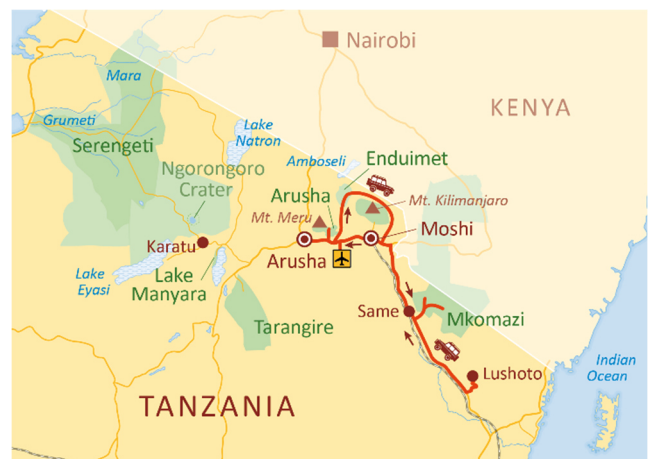 Nairobi
Mara
KENYA
Grumeti
Lake
Natron
Serengeti
Amboseli
Enduimet
Ngorongoro
Crater
Arusha
Mt. Kilimanjaro
Mt. Meru
Moshi
Karatu
Arusha
Lake
Eyasi
Lake
Manyara
Same
Mkomazi
Tarangire
Indian
Ocean
Lushoto
TANZANIA